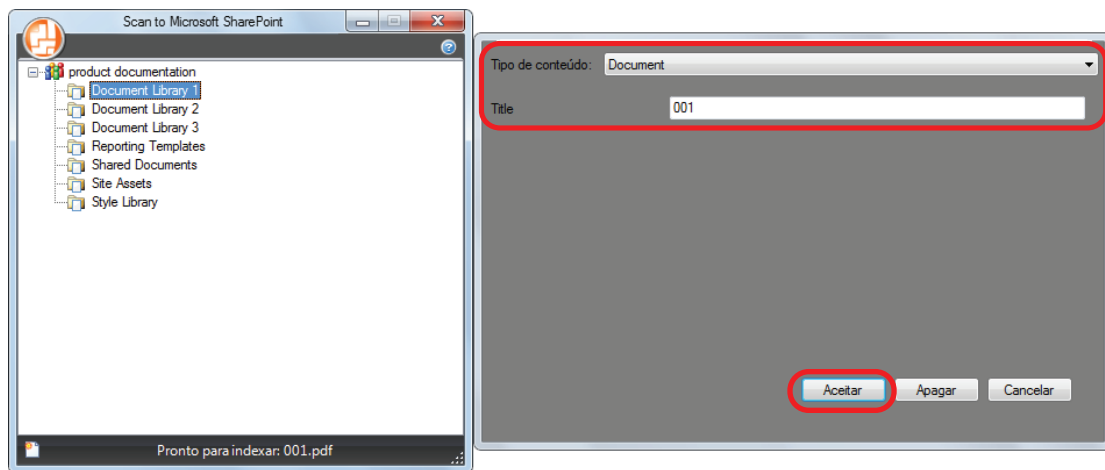 Scan to Microsoft SharePoint
product documentation
Document Library 1
Document Library 2
Document Library 3
Reporting Templates
Shared Documents
Site Assets
Style Library
Pronto para indexar: 001.pdf
Tipo de conteúdo: Document
Title 001
Aceitar Apagar Cancelar